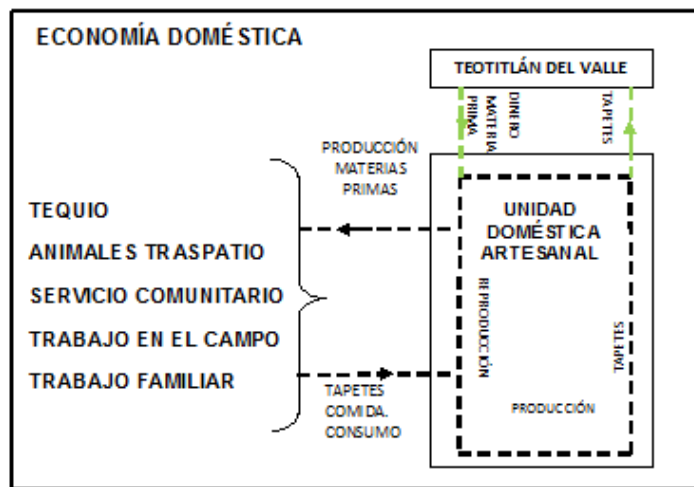 ECONOMÍA DOMÉSTICA
TEOTITLÁN DEL VALLE
MATERIA
PRIMA
DINERO
TAPETES
PRODUCCIÓN
MATERIAS
PRIMAS
TEQUIO
ANIMALES TRASPATIO
SERVICIO COMUNITARIO
TRABAJO EN EL CAMPO
TRABAJO FAMILIAR
TAPETES
COMIDA.
CONSUMO
UNIDAD
DOMÉSTICA
ARTESANAL
REPRODUCCIÓN
TAPETES
PRODUCCIÓN